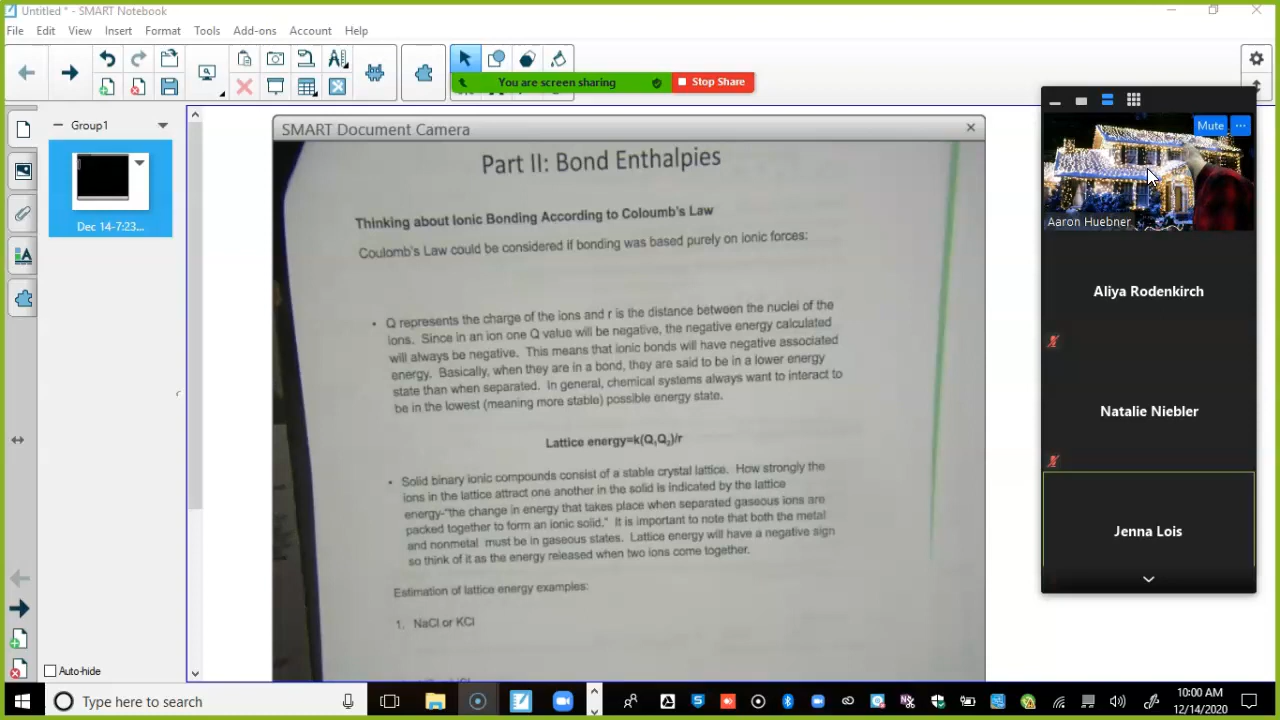 Untitled * - SMART Notebook
File Edit View Insert Format Tools Add-ons Account Help
You are screen sharing
Stop Share
Group1
Dec 14-7:23...
Auto-hide
SMART Document Camera
Part II: Bond Enthalpies
Thinking about Ionic Bonding According to Coloumb's Law
Coulomb's Law could be considered if bonding was based purely on ionic forces:
• Q represents the charge of the ions and r is the distance between the nuclei of the
ions. Since in an ion one Q value will be negative, the negative energy calculated
will always be negative. This means that ionic bonds will have negative associated
energy. Basically, when they are in a bond, they are said to be in a lower energy
state than when separated. In general, chemical systems always want to interact to
be in the lowest (meaning more stable) possible energy state.
Lattice energy=k(Q₁Q₂)/r
• Solid binary ionic compounds consist of a stable crystal lattice. How strongly the
ions in the lattice attract one another in the solid is indicated by the lattice
energy-"the change in energy that takes place when separated gaseous ions are
packed together to form an ionic solid." It is important to note that both the metal
and nonmetal must be in gaseous states. Lattice energy will have a negative sign
so think of it as the energy released when two ions come together.
Estimation of lattice energy examples:
1. NaCl or KCl
Mute
Aaron Huebner
Aliya Rodenkirch
Natalie Niebler
Jenna Lois
Type here to search
10:00 AM
12/14/2020